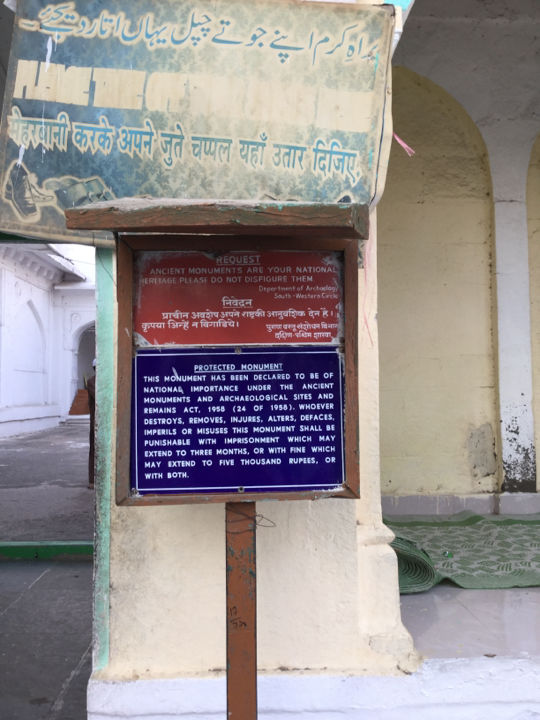 براہِ کرم اپنے جوتے چپل یہاں اتار دیجئے۔
मेहरबानी करके अपने जुते चप्पल यहाँ उतार दिजिए.
REQUEST
ANCIENT MONUMENTS ARE YOUR NATIONAL
HERITAGE PLEASE DO NOT DISFIGURE THEM
Department of Archaeology
South-Western Circle
निवेदन
प्राचीन अवशेष अपने राष्ट्रकी आनुवंशिक देन हे।
कृपया अिन्हें न बिगाडिये।
पुराण वस्तु संशोधन विभाग
दक्षिण-पश्चिम शाखा
PROTECTED MONUMENT
THIS MONUMENT HAS BEEN DECLARED TO BE OF
NATIONAL IMPORTANCE UNDER THE ANCIENT
MONUMENTS AND ARCHAEOLOGICAL SITES AND
REMAINS ACT, 1958 (24 OF 1958). WHOEVER
DESTROYS, REMOVES, INJURES, ALTERS, DEFACES,
IMPERILS OR MISUSES THIS MONUMENT SHALL BE
PUNISHABLE WITH IMPRISONMENT WHICH MAY
EXTEND TO THREE MONTHS, OR WITH FINE WHICH
MAY EXTEND TO FIVE THOUSAND RUPEES, OR
WITH BOTH.